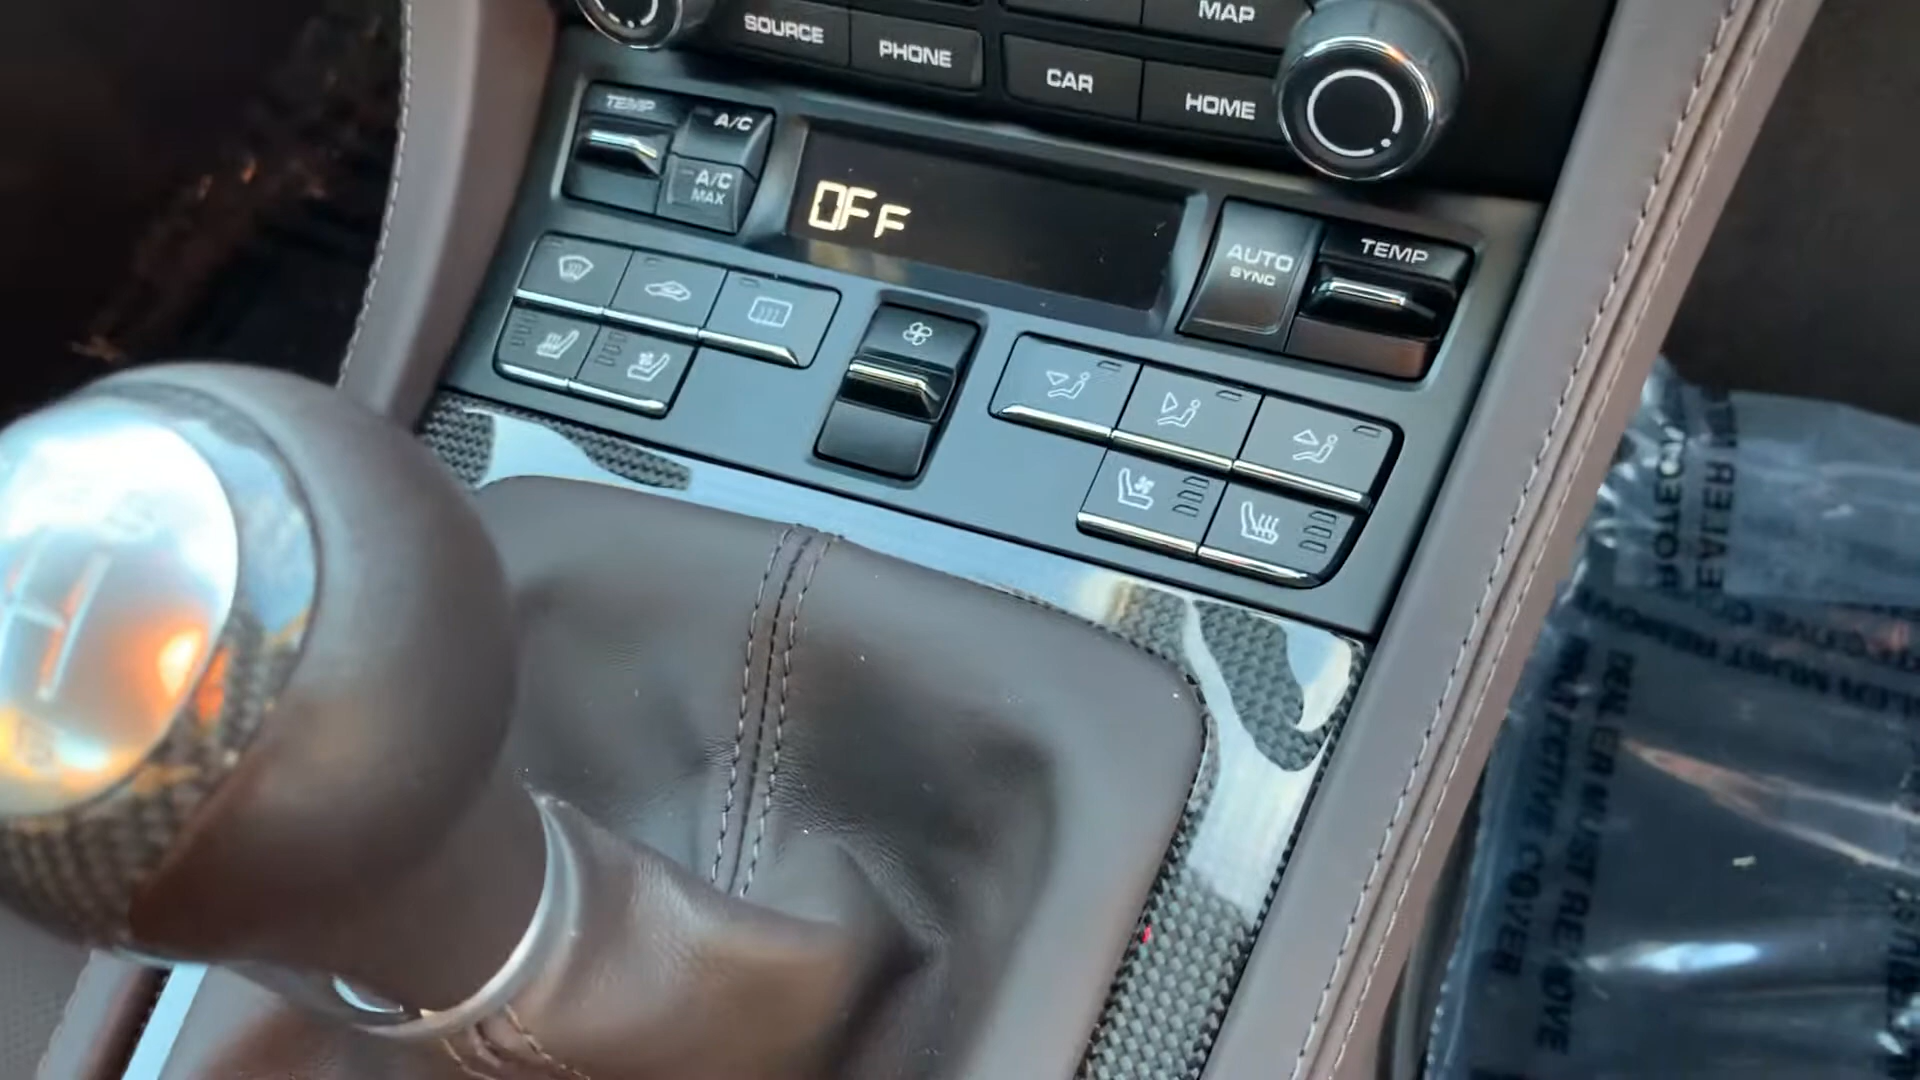 MAP
SOURCE
PHONE
CAR
HOME
TEMP
A/C
A/C
MAX
OFF
AUTO
SYNC
TEMP
DEALER MUST REMOVE
PROTECTIVE COVER